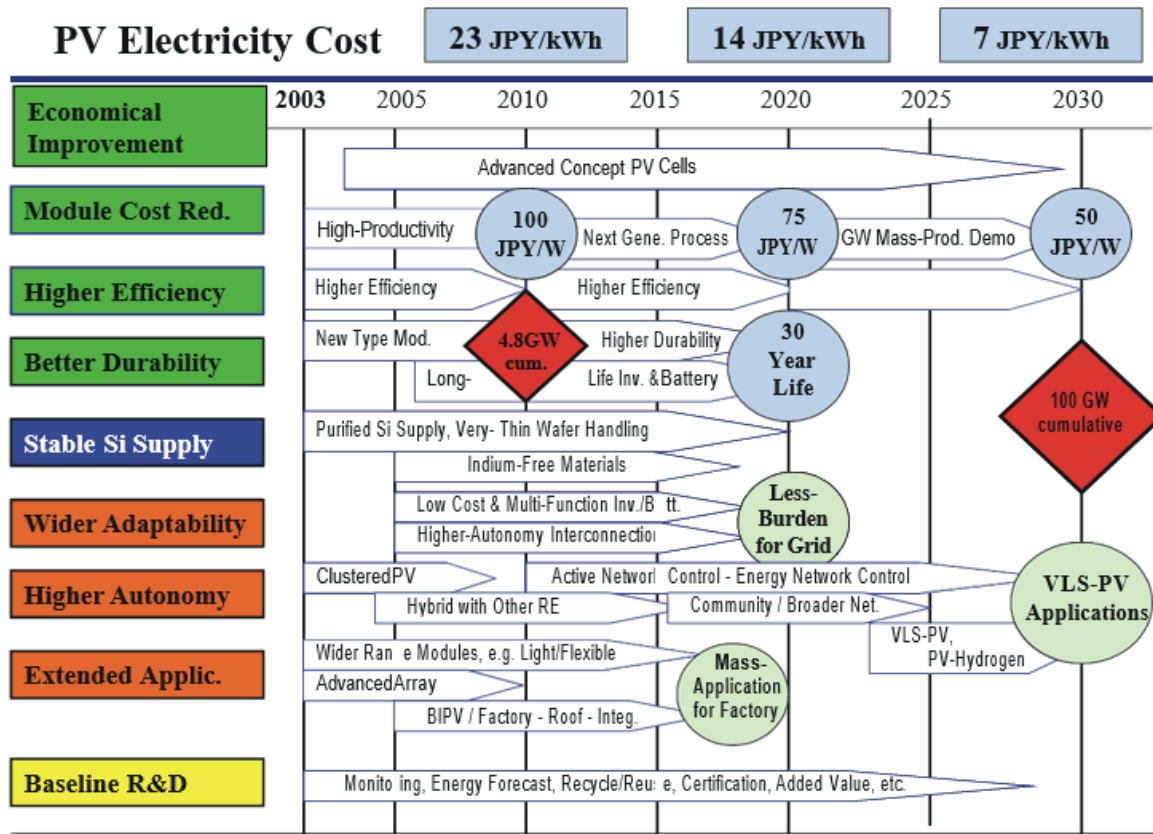 PV Electricity Cost
23 JPY/kWh
14 JPY/kWh
7 JPY/kWh
2003
2005
2010
2015
2020
2025
2030
Economical
Improvement
Advanced Concept PV Cells
Module Cost Red.
High-Productivity
100
JPY/W
Next Gene. Process
75
JPY/W
GW Mass-Prod. Demo
50
JPY/W
Higher Efficiency
Higher Efficiency
Higher Efficiency
Better Durability
New Type Mod.
4.8GW
cum.
Higher Durability
Long-
Life Inv. &Battery
30
Year
Life
100 GW
cumulative
Stable Si Supply
Purified Si Supply, Very- Thin Wafer Handling
Indium-Free Materials
Wider Adaptability
Low Cost & Multi-Function Inv./B tt.
Higher-Autonomy Interconnection
Less-
Burden
for Grid
Higher Autonomy
ClusteredPV
Active Network Control - Energy Network Control
Hybrid with Other RE
Community / Broader Net.
VLS-PV
Applications
VLS-PV,
PV-Hydrogen
Extended Applic.
Wider Ran e Modules, e.g. Light/Flexible
AdvancedArray
BIPV / Factory - Roof - Integ.
Mass-
Application
for Factory
Baseline R&D
Monito ing, Energy Forecast, Recycle/Reu e, Certification, Added Value, etc.